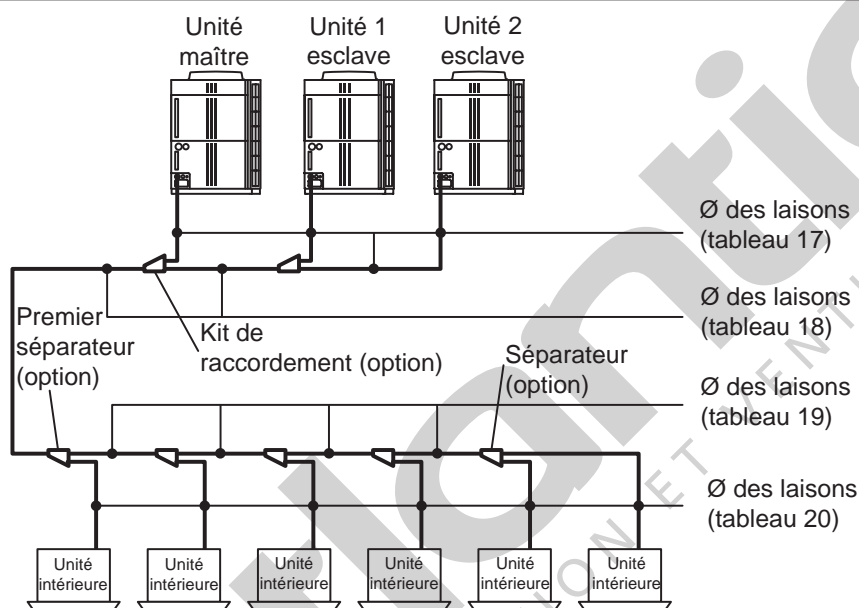 Unité
maître
Unité 1
esclave
Unité 2
esclave
Ø des laisons
(tableau 17)
Ø des laisons
(tableau 18)
Premier
séparateur
(option)
Kit de
raccordement (option)
Séparateur
(option)
Ø des laisons
(tableau 19)
Ø des laisons
(tableau 20)
Unité
intérieure
Unité
intérieure
Unité
intérieure
Unité
intérieure
Unité
intérieure
Unité
intérieure